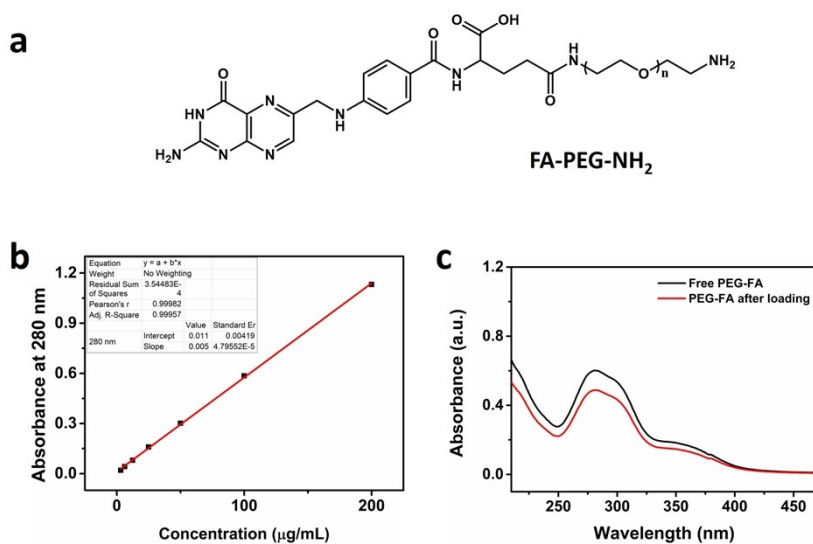 a
O
OH
O
O
N
H
H
N
O
n
NH₂
O
N
HN
N
H
H₂N
N
N
FA-PEG-NH₂
b
Equation y = a + b*x
Weight No Weighting
Residual Sum of Squares 3.54483E-4
Pearson's r 0.99982
Adj. R-Square 0.99957
Value Standard Er
280 nm Intercept 0.011 0.00419
Slope 0.005 4.79552E-5
Absorbance at 280 nm
1.2
0.9
0.6
0.3
0.0
0 100 200
Concentration (μg/mL)
c
Free PEG-FA
PEG-FA after loading
Absorbance (a.u.)
1.2
0.8
0.4
0.0
250 300 350 400 450
Wavelength (nm)